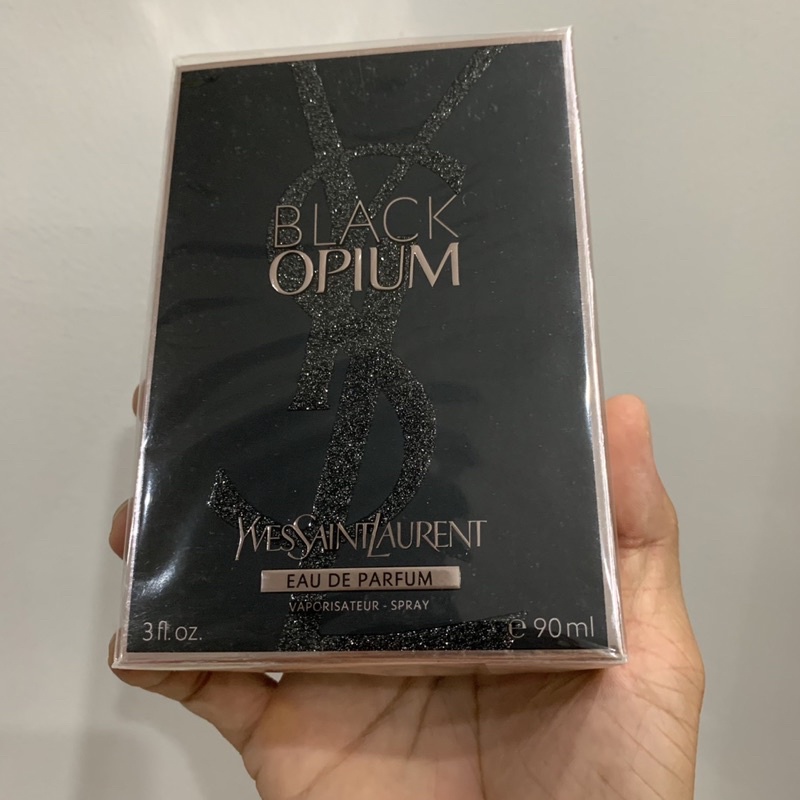 BLACK
OPIUM
YVESSAINTLAURENT
EAU DE PARFUM
VAPORISATEUR - SPRAY
3 fl. oz. ℮ 90 ml